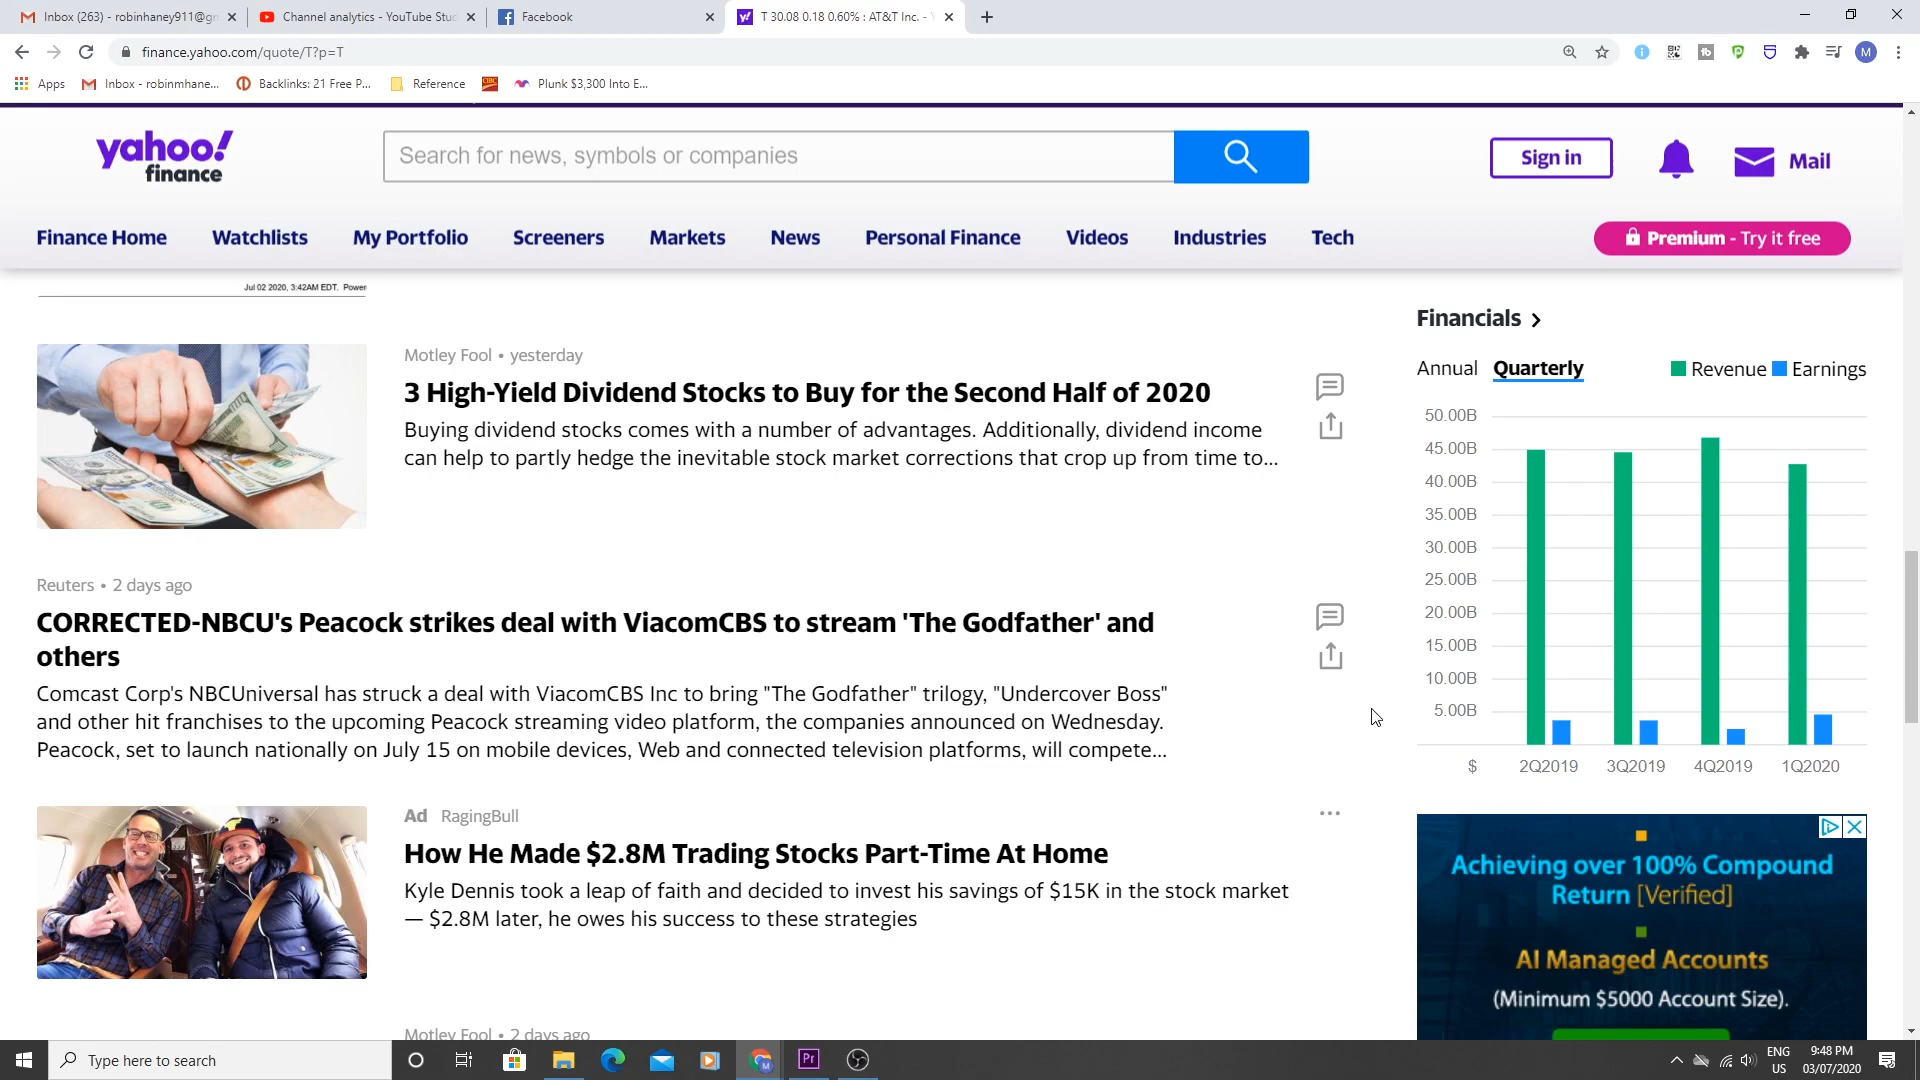 Inbox (263) - robinhaney911@gm
Channel analytics - YouTube Stud
Facebook
T 30.08 0.18 0.60% : AT&T Inc. -
finance.yahoo.com/quote/T?p=T
Apps
Inbox - robinmhane...
Backlinks: 21 Free P...
Reference
CIBC
Plunk $3,300 Into E...
yahoo!
finance
Search for news, symbols or companies
Sign in
Mail
Finance Home
Watchlists
My Portfolio
Screeners
Markets
News
Personal Finance
Videos
Industries
Tech
Premium - Try it free
Jul 02 2020, 3:42AM EDT. Power
Motley Fool • yesterday
3 High-Yield Dividend Stocks to Buy for the Second Half of 2020
Buying dividend stocks comes with a number of advantages. Additionally, dividend income
can help to partly hedge the inevitable stock market corrections that crop up from time to...
Reuters • 2 days ago
CORRECTED-NBCU's Peacock strikes deal with ViacomCBS to stream 'The Godfather' and
others
Comcast Corp's NBCUniversal has struck a deal with ViacomCBS Inc to bring "The Godfather" trilogy, "Undercover Boss"
and other hit franchises to the upcoming Peacock streaming video platform, the companies announced on Wednesday.
Peacock, set to launch nationally on July 15 on mobile devices, Web and connected television platforms, will compete...
Ad RagingBull
How He Made $2.8M Trading Stocks Part-Time At Home
Kyle Dennis took a leap of faith and decided to invest his savings of $15K in the stock market
— $2.8M later, he owes his success to these strategies
Motley Fool • 2 days ago
Financials
Annual Quarterly
Revenue Earnings
50.00B
45.00B
40.00B
35.00B
30.00B
25.00B
20.00B
15.00B
10.00B
5.00B
$ 2Q2019 3Q2019 4Q2019 1Q2020
Achieving over 100% Compound
Return [Verified]
AI Managed Accounts
(Minimum $5000 Account Size).
Type here to search
Pr
ENG
US
9:48 PM
03/07/2020